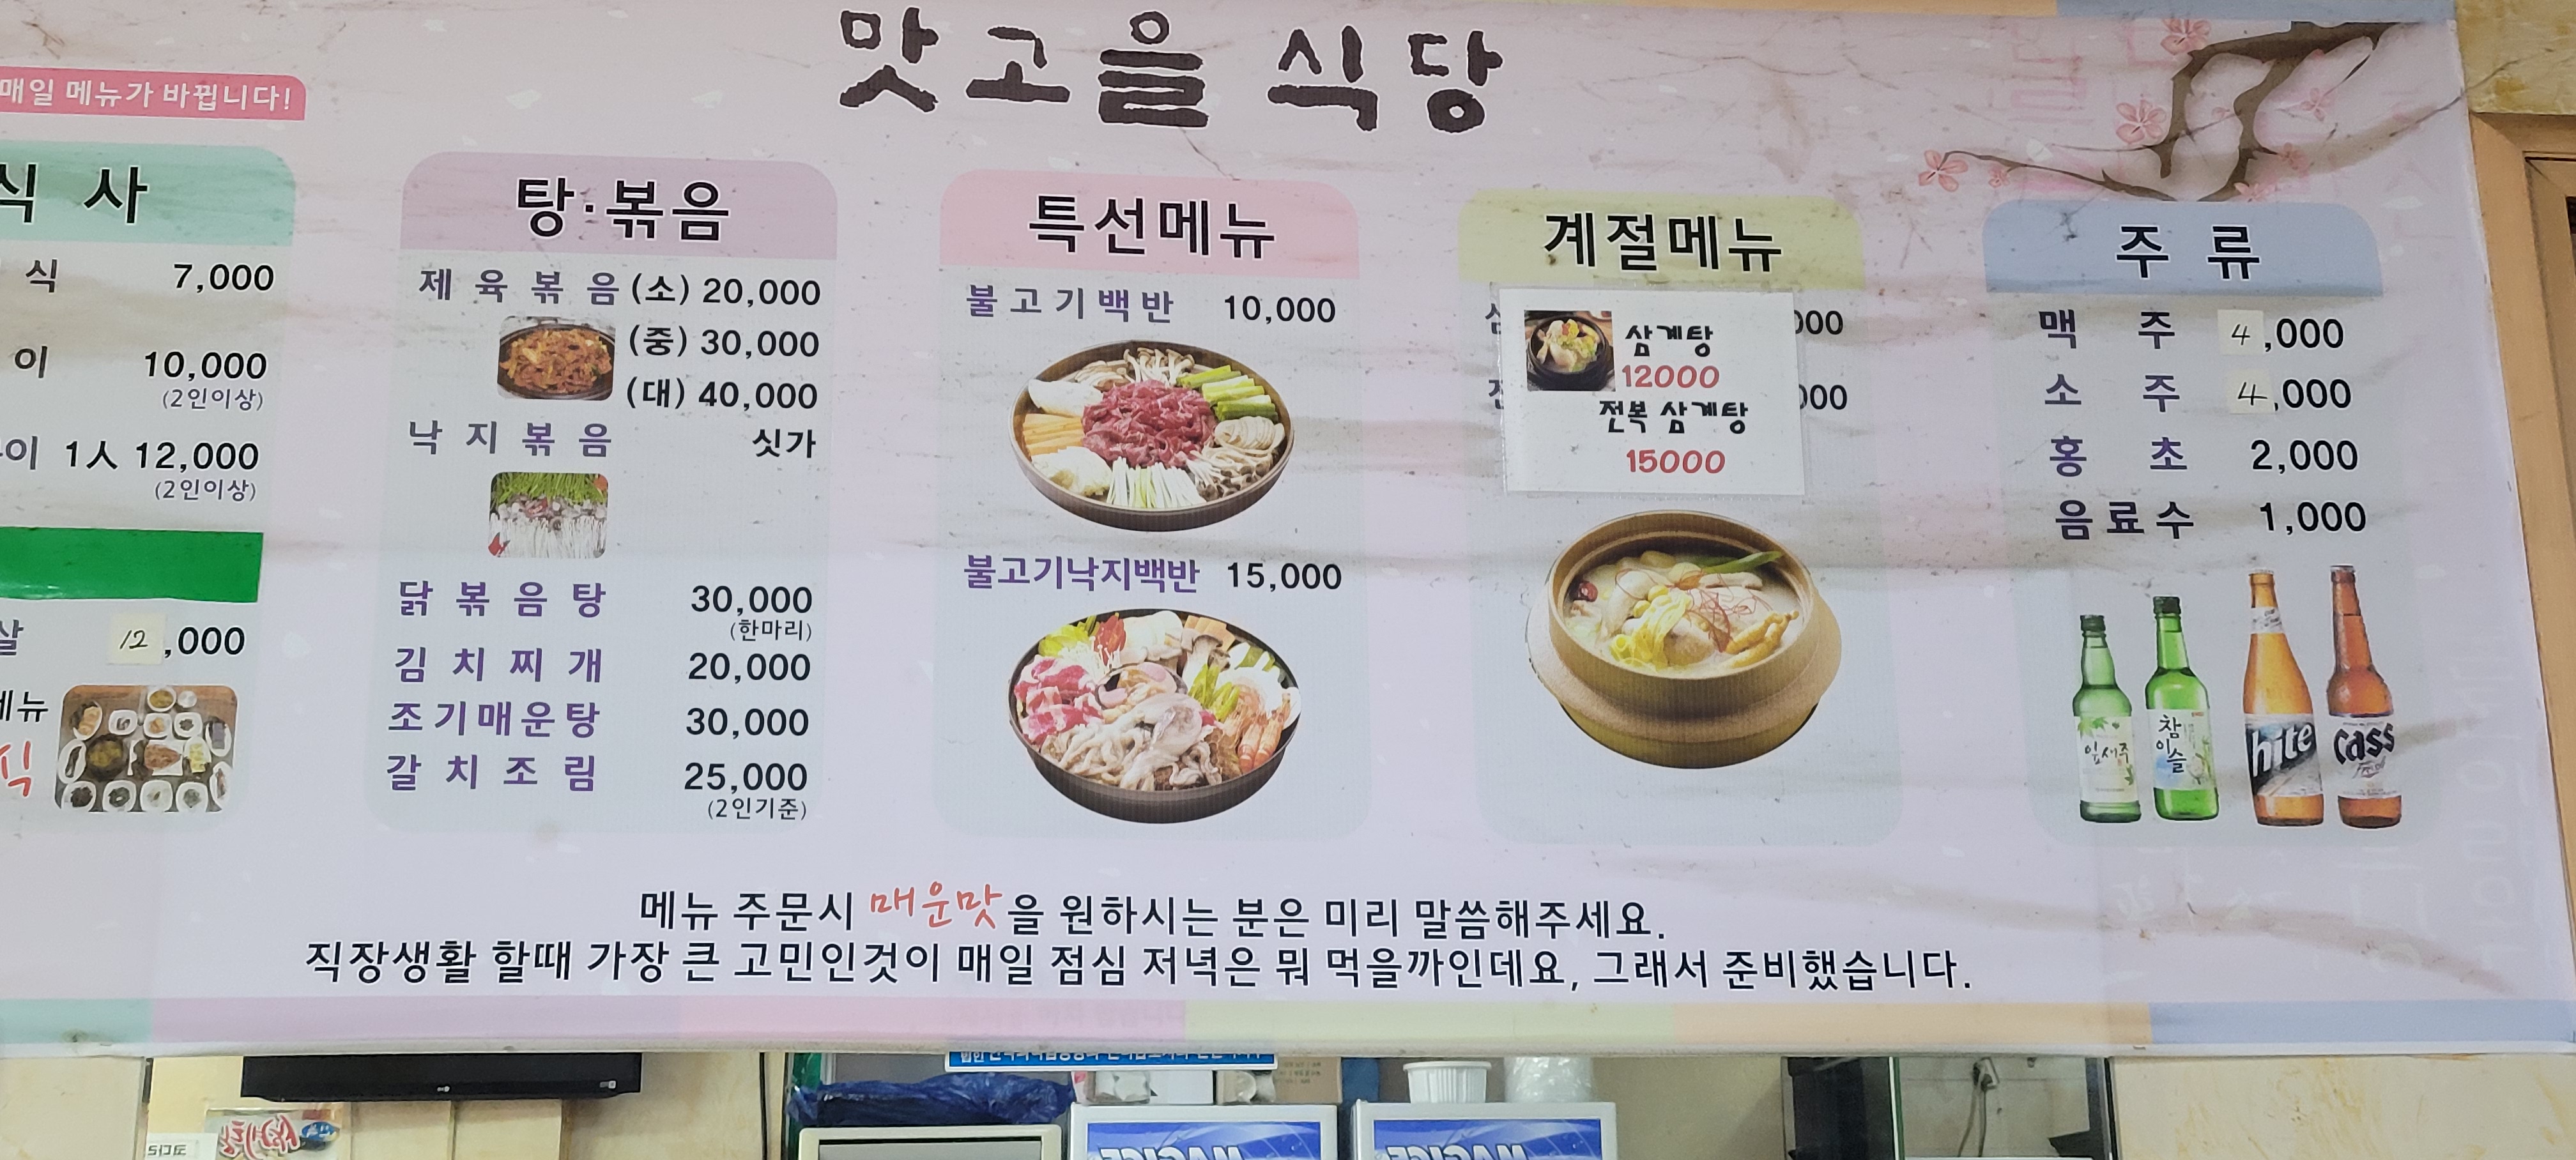 맛고을 식당
매일 메뉴가 바뀝니다!
식 사
식 7,000
이 10,000
(2인이상)
이 1人 12,000
(2인이상)
살 12,000
메뉴
식
탕·볶음
제육볶음 (소) 20,000
(중) 30,000
(대) 40,000
낙지볶음 싯가
닭볶음탕 30,000
(한마리)
김치찌개 20,000
조기매운탕 30,000
갈치조림 25,000
(2인기준)
특선메뉴
불고기백반 10,000
불고기낙지백반 15,000
계절메뉴
삼계탕
12000
전복 삼계탕
15000
주 류
맥 주 4,000
소 주 4,000
홍 초 2,000
음료수 1,000
잎새주
참이슬
hite
cass
메뉴 주문시 매운맛을 원하시는 분은 미리 말씀해주세요.
직장생활 할때 가장 큰 고민인것이 매일 점심 저녁은 뭐 먹을까인데요, 그래서 준비했습니다.